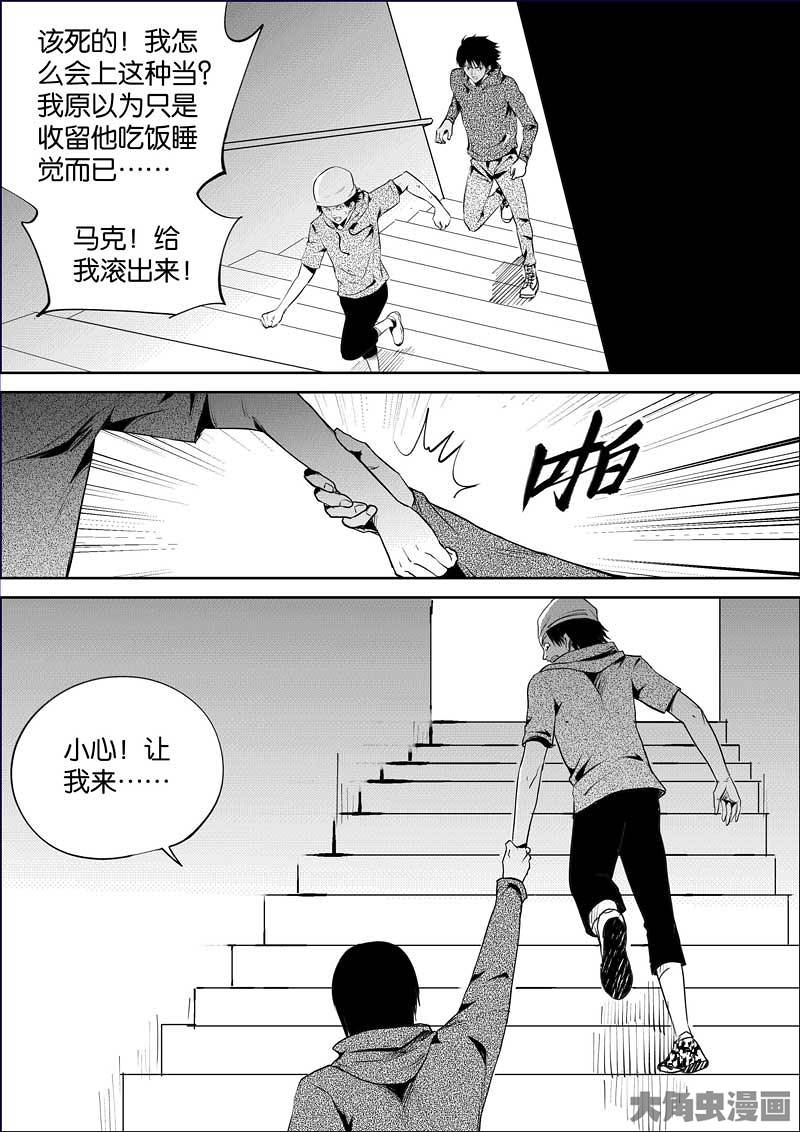 该死的！我怎
么会上这种当？
我原以为只是
收留他吃饭睡
觉而已……
马克！给
我滚出来！
啪
小心！让
我来……
大角虫漫画